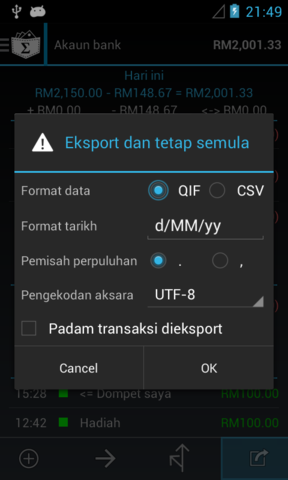 21:49
Akaun bank RM2,001.33
Hari ini
RM2,150.00 - RM148.67 = RM2,001.33
+ RM0.00 - RM148.67 <-> RM0.00
Eksport dan tetap semula
Format data QIF CSV
Format tarikh d/MM/yy
Pemisah perpuluhan . ,
Pengekodan aksara UTF-8
Padam transaksi dieksport
Cancel OK
15:28 <= Dompet saya RM100.00
12:42 Hadiah RM100.00